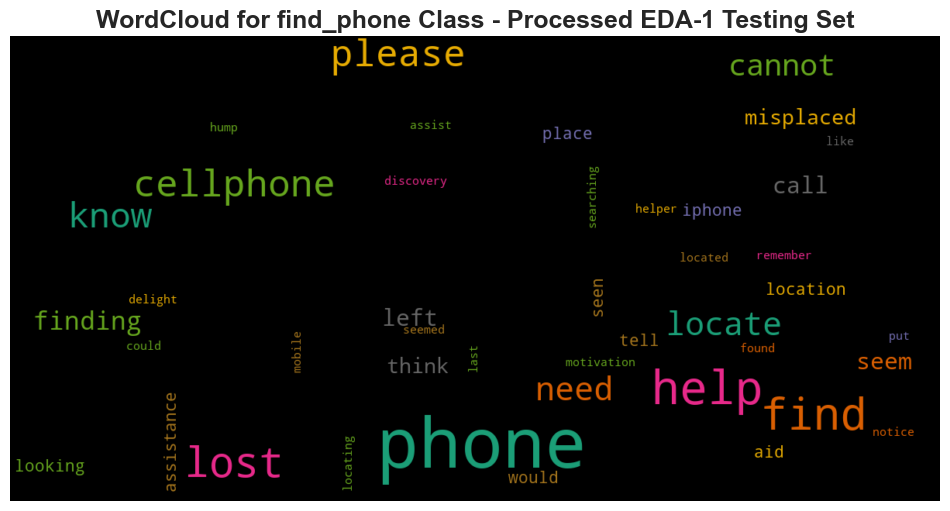 WordCloud for find_phone Class - Processed EDA-1 Testing Set
please
cannot
misplaced
hump
assist
place
like
cellphone
discovery
searching
call
know
helper
iphone
located
remember
delight
seen
location
finding
left
seemed
locate
could
mobile
last
tell
found
put
think
motivation
seem
need
help
find
assistance
notice
phone
lost
locating
would
aid
looking